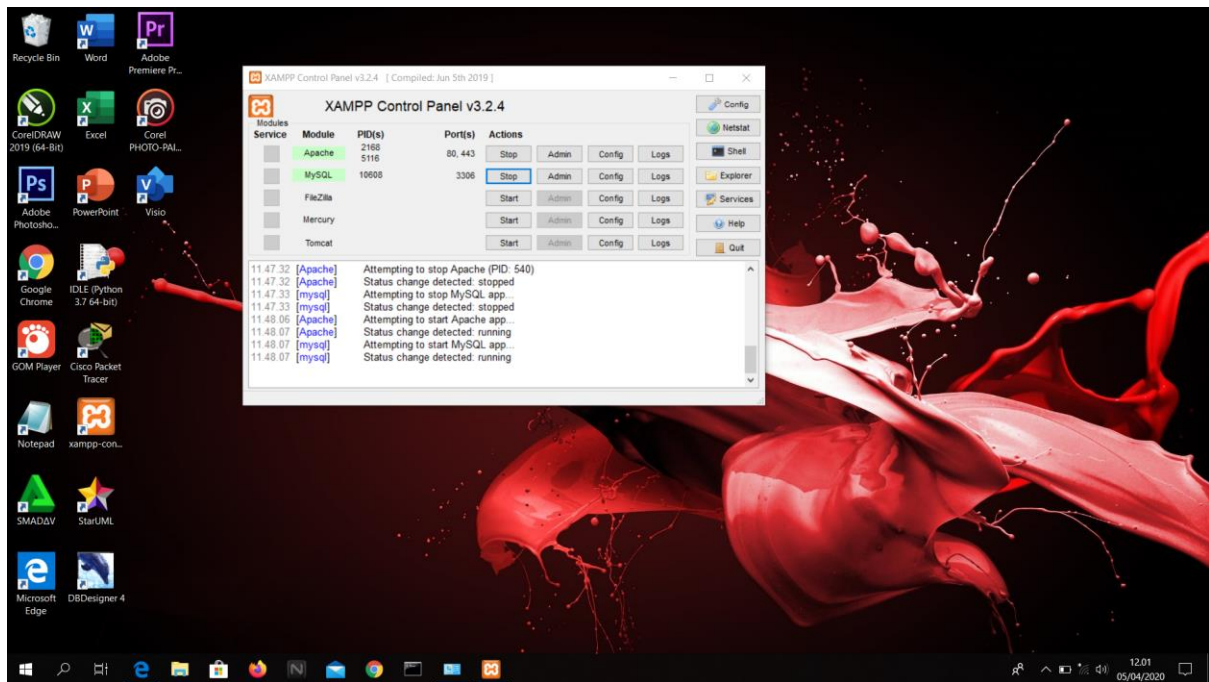 Recycle Bin
Word
Adobe
Premiere Pr...
CorelDRAW
2019 (64-Bit)
Excel
Corel
PHOTO-PAI...
Adobe
Photosho...
PowerPoint
Visio
Google
Chrome
IDLE (Python
3.7 64-bit)
GOM Player
Cisco Packet
Tracer
Notepad
xampp-con...
SMADAV
StarUML
Microsoft
Edge
DBDesigner 4
XAMPP Control Panel v3.2.4 [ Compiled: Jun 5th 2019 ]
XAMPP Control Panel v3.2.4
Modules
Service Module PID(s) Port(s) Actions
Apache 2168 5116 80, 443 Stop Admin Config Logs
MySQL 10608 3306 Stop Admin Config Logs
FileZilla Start Admin Config Logs
Mercury Start Admin Config Logs
Tomcat Start Admin Config Logs
Config
Netstat
Shell
Explorer
Services
Help
Quit
11.47.32 [Apache] Attempting to stop Apache (PID: 540)
11.47.32 [Apache] Status change detected: stopped
11.47.33 [mysql] Attempting to stop MySQL app...
11.47.33 [mysql] Status change detected: stopped
11.48.06 [Apache] Attempting to start Apache app...
11.48.07 [Apache] Status change detected: running
11.48.07 [mysql] Attempting to start MySQL app...
11.48.07 [mysql] Status change detected: running
12.01
05/04/2020